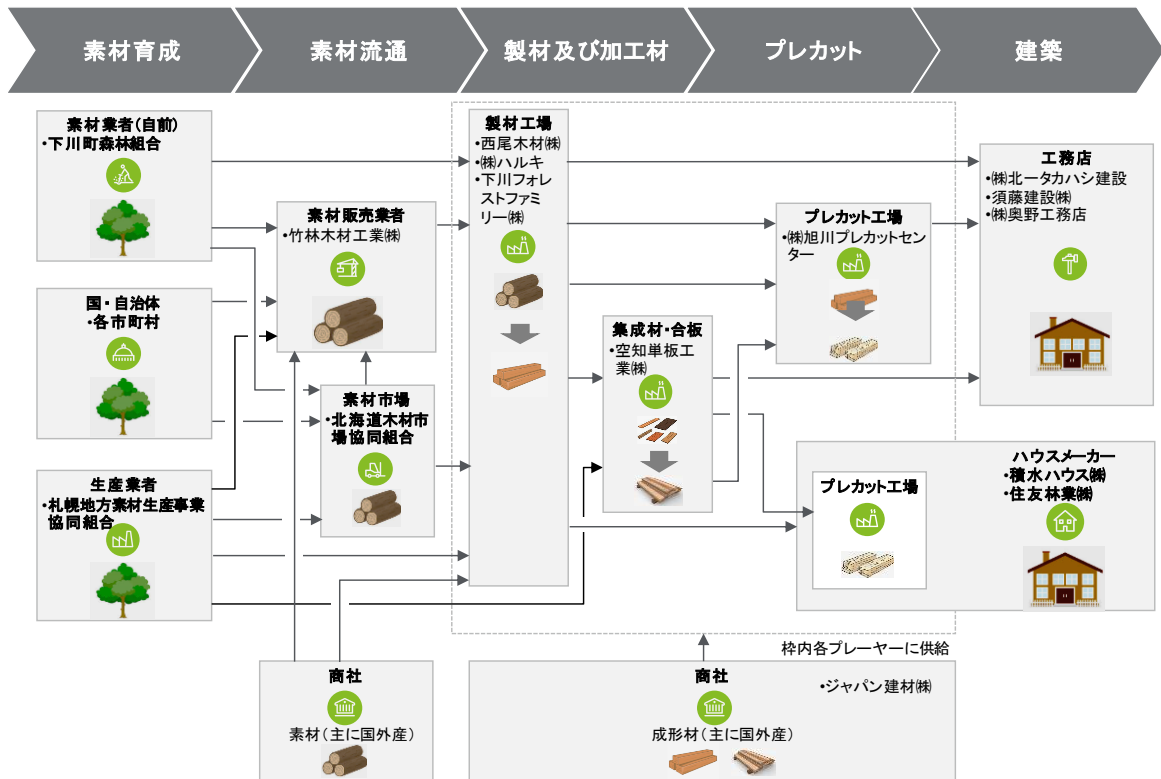 素材育成
素材流通
製材及び加工材
プレカット
建築
素材業者(自前)
・下川町森林組合
国・自治体
・各市町村
生産業者
・札幌地方素材生産事業
協同組合
素材販売業者
・竹林木材工業㈱
素材市場
・北海道木材市
場協同組合
製材工場
・西尾木材㈱
・㈱ハルキ
・下川フォレ
ストファミ
リー㈱
集成材・合板
・空知単板工
業㈱
プレカット工場
・㈱旭川プレカットセン
ター
工務店
・㈱北一タカハシ建設
・須藤建設㈱
・㈱奥野工務店
プレカット工場
ハウスメーカー
・積水ハウス㈱
・住友林業㈱
枠内各プレーヤーに供給
商社
素材(主に国外産)
商社
・ジャパン建材㈱
成形材(主に国外産)